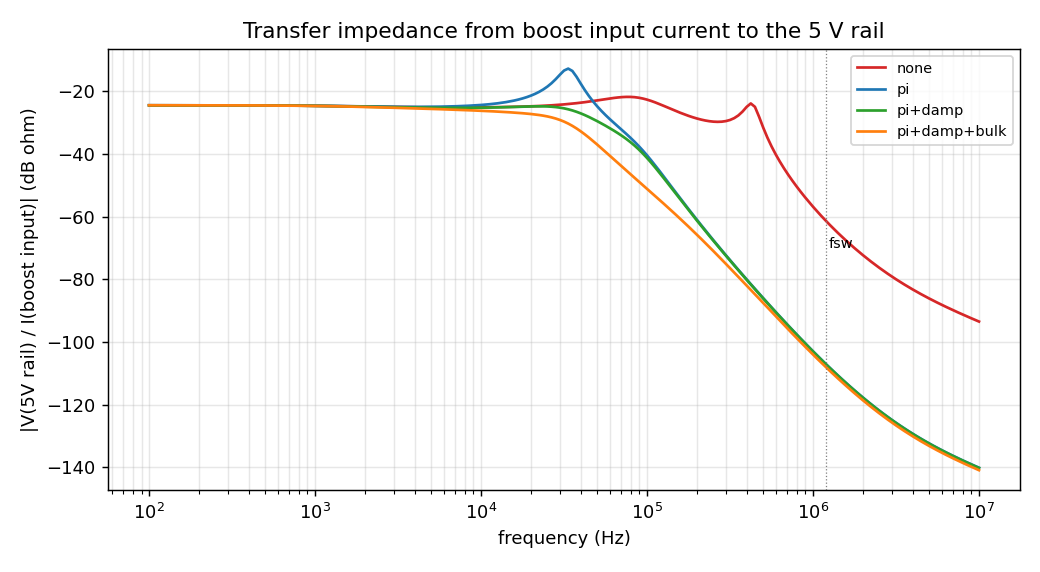 Transfer impedance from boost input current to the 5 V rail
|V(5V rail) / I(boost input)| (dB ohm)
−20
−40
−60
−80
−100
−120
−140
none
pi
pi+damp
pi+damp+bulk
fsw
10²
10³
10⁴
10⁵
10⁶
10⁷
frequency (Hz)